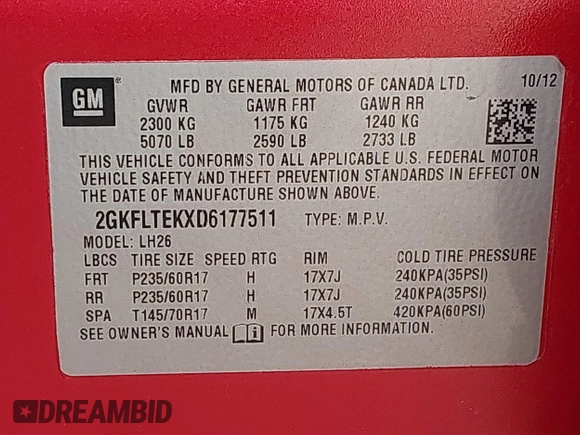 GM ®
MFD BY GENERAL MOTORS OF CANADA LTD. 10/12
GVWR GAWR FRT GAWR RR
2300 KG 1175 KG 1240 KG
5070 LB 2590 LB 2733 LB
THIS VEHICLE CONFORMS TO ALL APPLICABLE U.S. FEDERAL MOTOR
VEHICLE SAFETY AND THEFT PREVENTION STANDARDS IN EFFECT ON
THE DATE OF MANUFACTURE SHOWN ABOVE.
2GKFLTEKXD6177511 TYPE: M.P.V.
MODEL: LH26
LBCS TIRE SIZE SPEED RTG RIM COLD TIRE PRESSURE
FRT P235/60R17 H 17X7J 240KPA(35PSI)
RR P235/60R17 H 17X7J 240KPA(35PSI)
SPA T145/70R17 M 17X4.5T 420KPA(60PSI)
SEE OWNER'S MANUAL FOR MORE INFORMATION.
DREAMBID